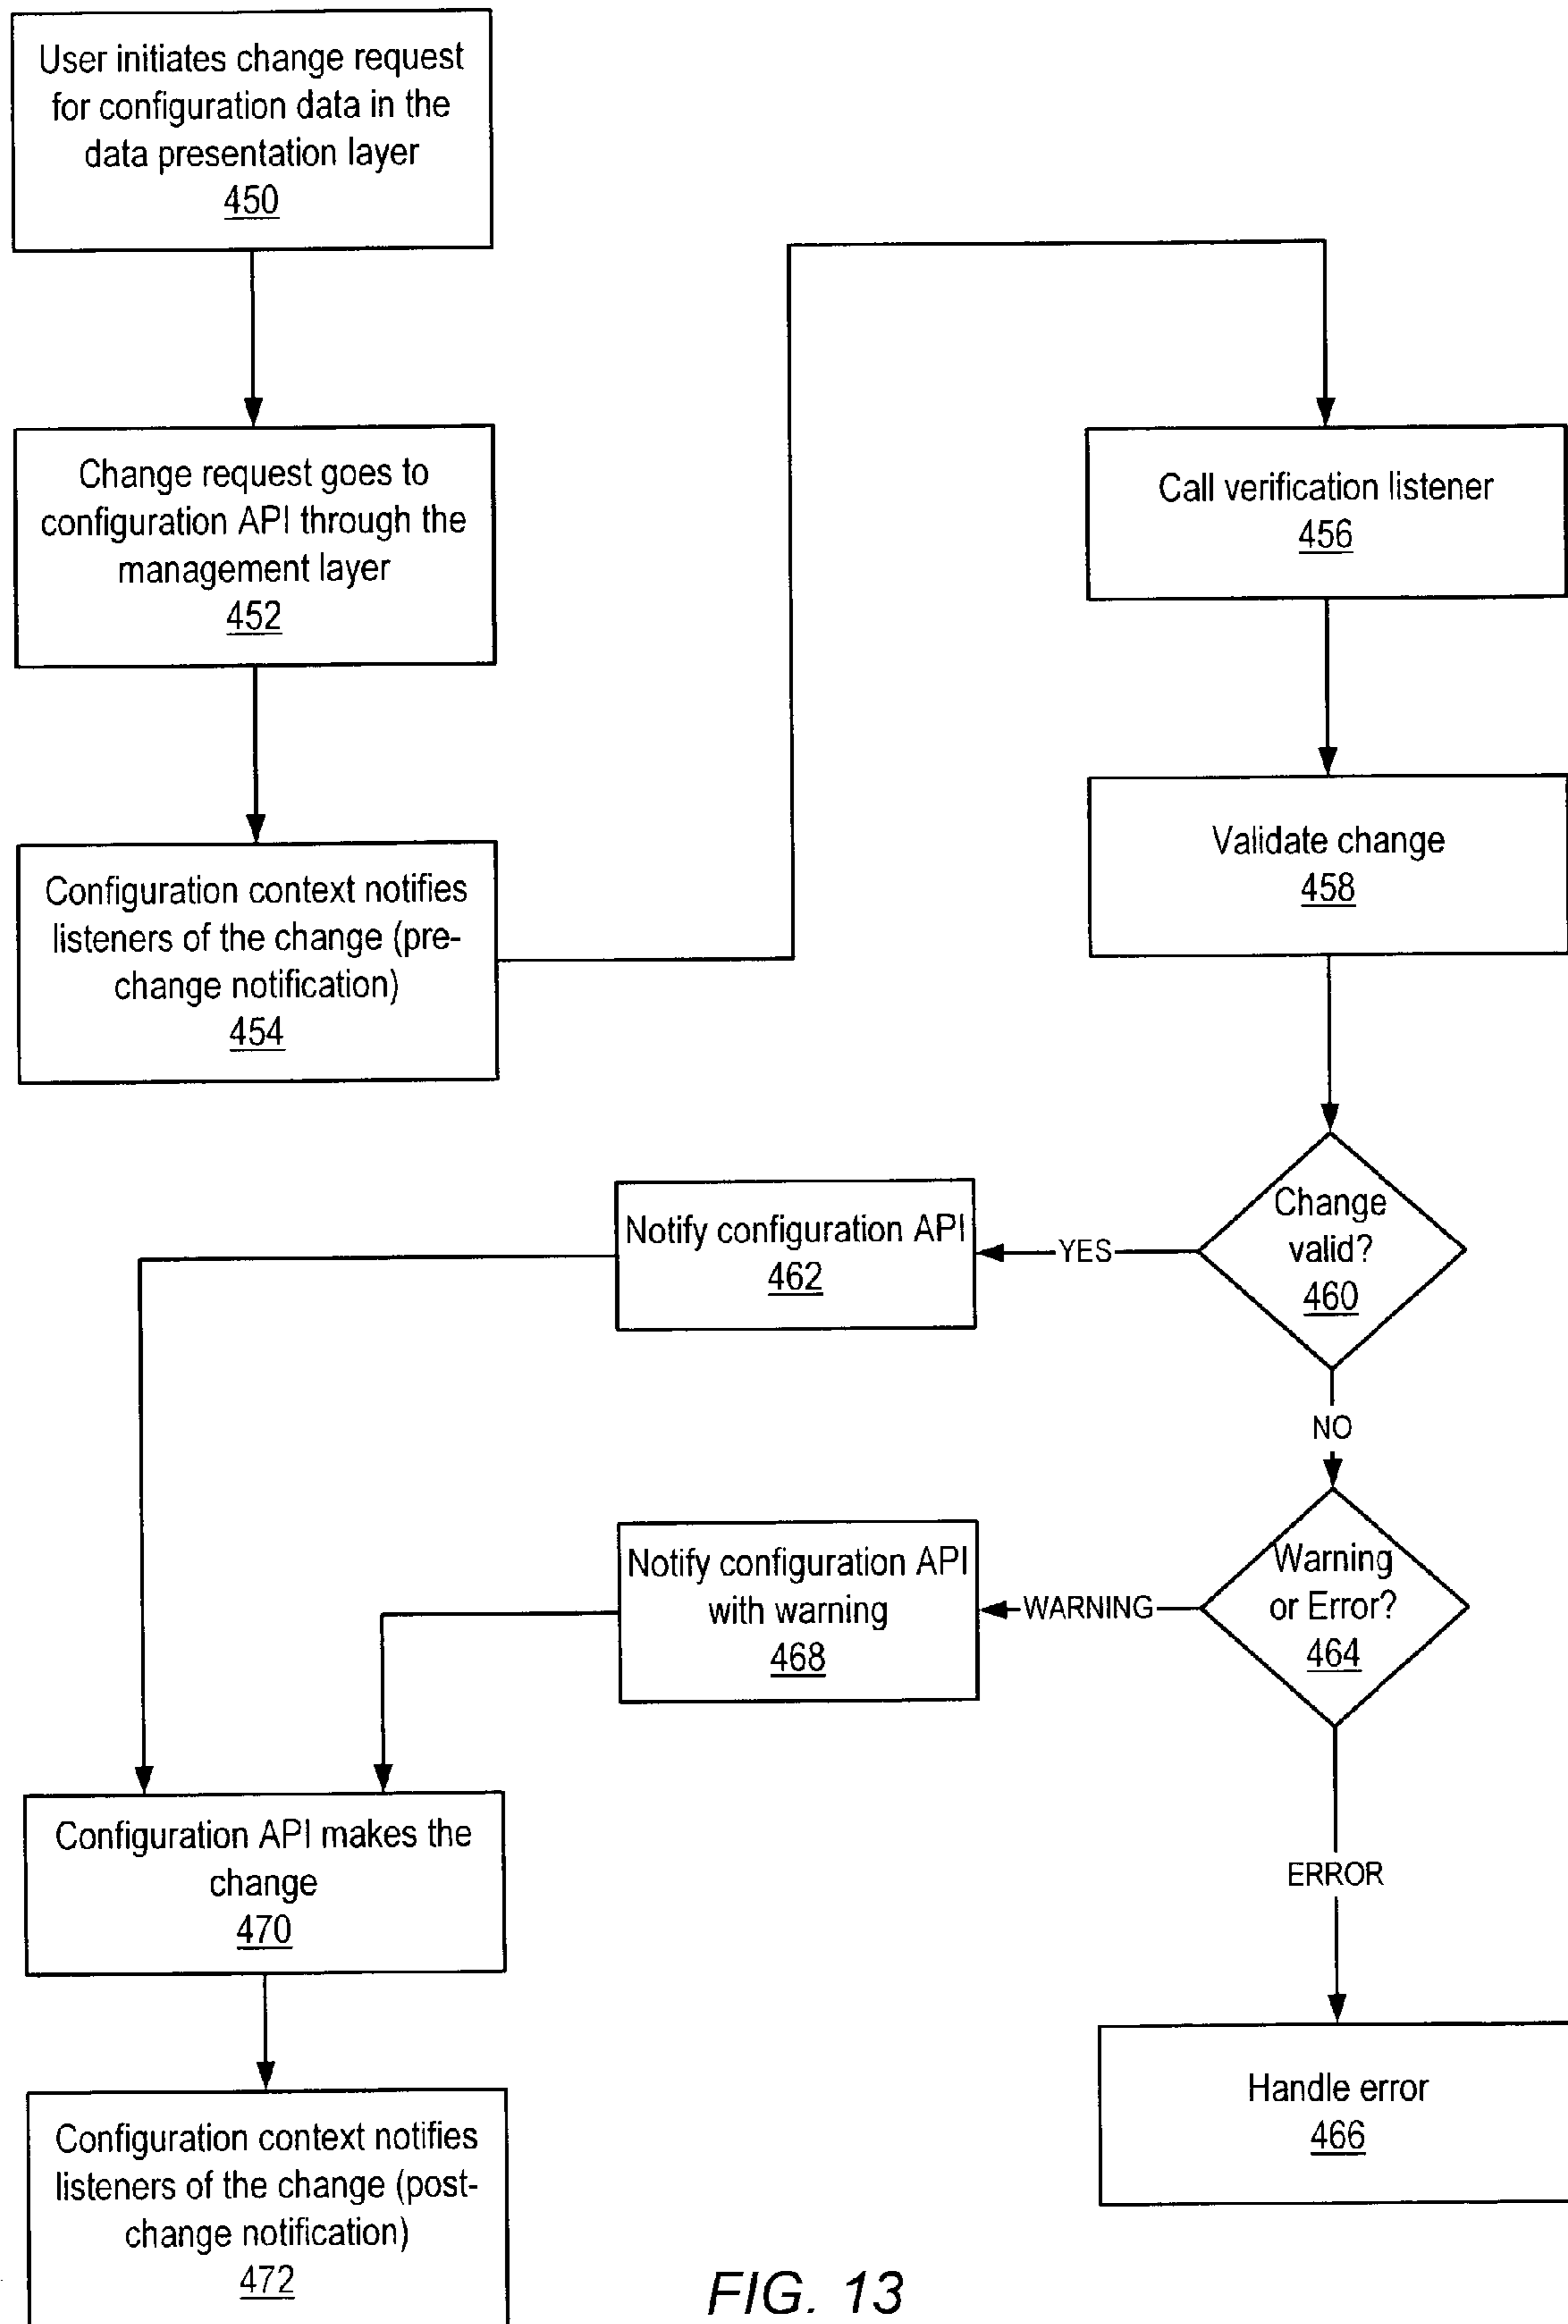 User initiates change request
for configuration data in the
data presentation layer
450
Change request goes to
configuration API through the
management layer
452
Configuration context notifies
listeners of the change (pre-
change notification)
454
Call verification listener
456
Validate change
458
Change
valid?
460
YES
Notify configuration API
462
NO
Warning
or Error?
464
WARNING
Notify configuration API
with warning
468
ERROR
Handle error
466
Configuration API makes the
change
470
Configuration context notifies
listeners of the change (post-
change notification)
472
FIG. 13